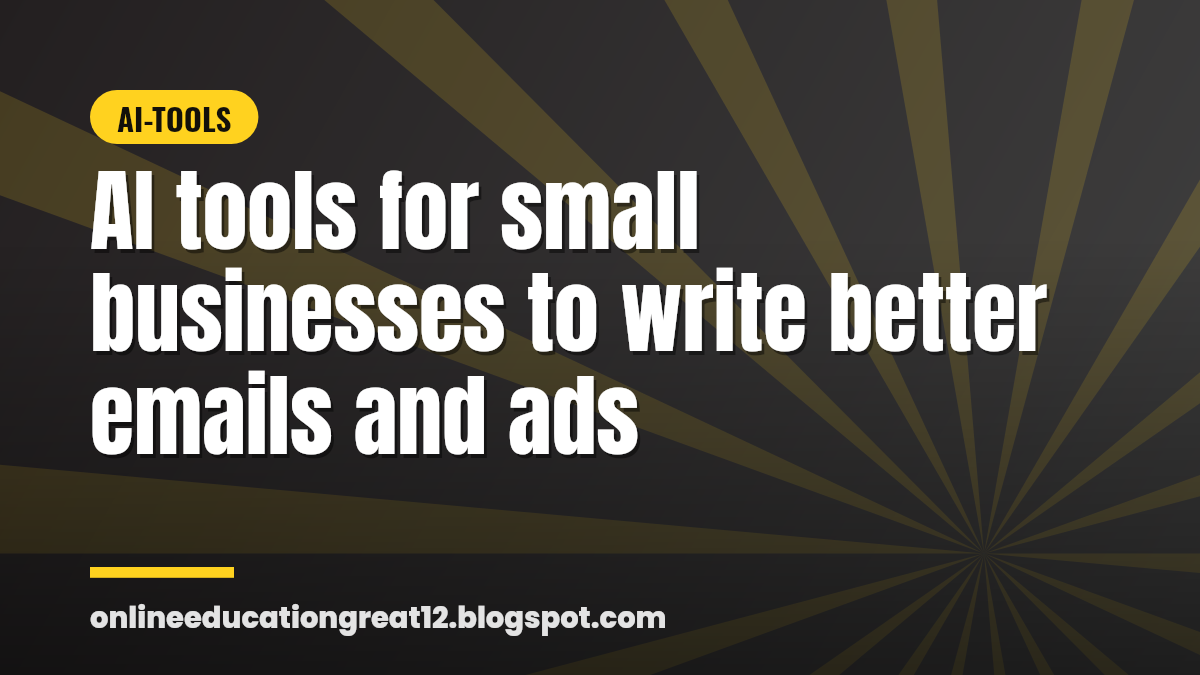 AI-TOOLS
AI tools for small
businesses to write better
emails and ads
onlineeducationgreat12.blogspot.com